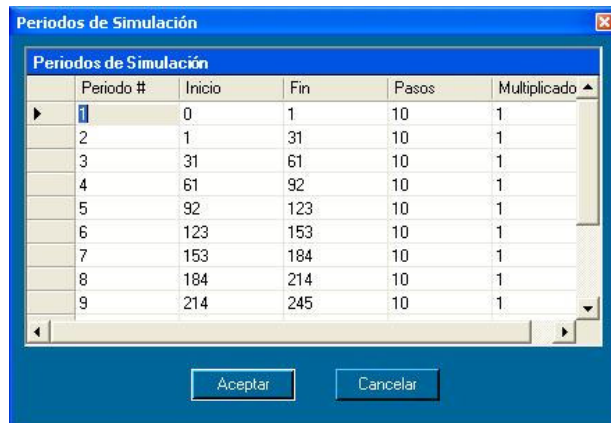 Periodos de Simulación
Periodos de Simulación
Periodo # Inicio Fin Pasos Multiplicado
1 0 1 10 1
2 1 31 10 1
3 31 61 10 1
4 61 92 10 1
5 92 123 10 1
6 123 153 10 1
7 153 184 10 1
8 184 214 10 1
9 214 245 10 1
Aceptar Cancelar